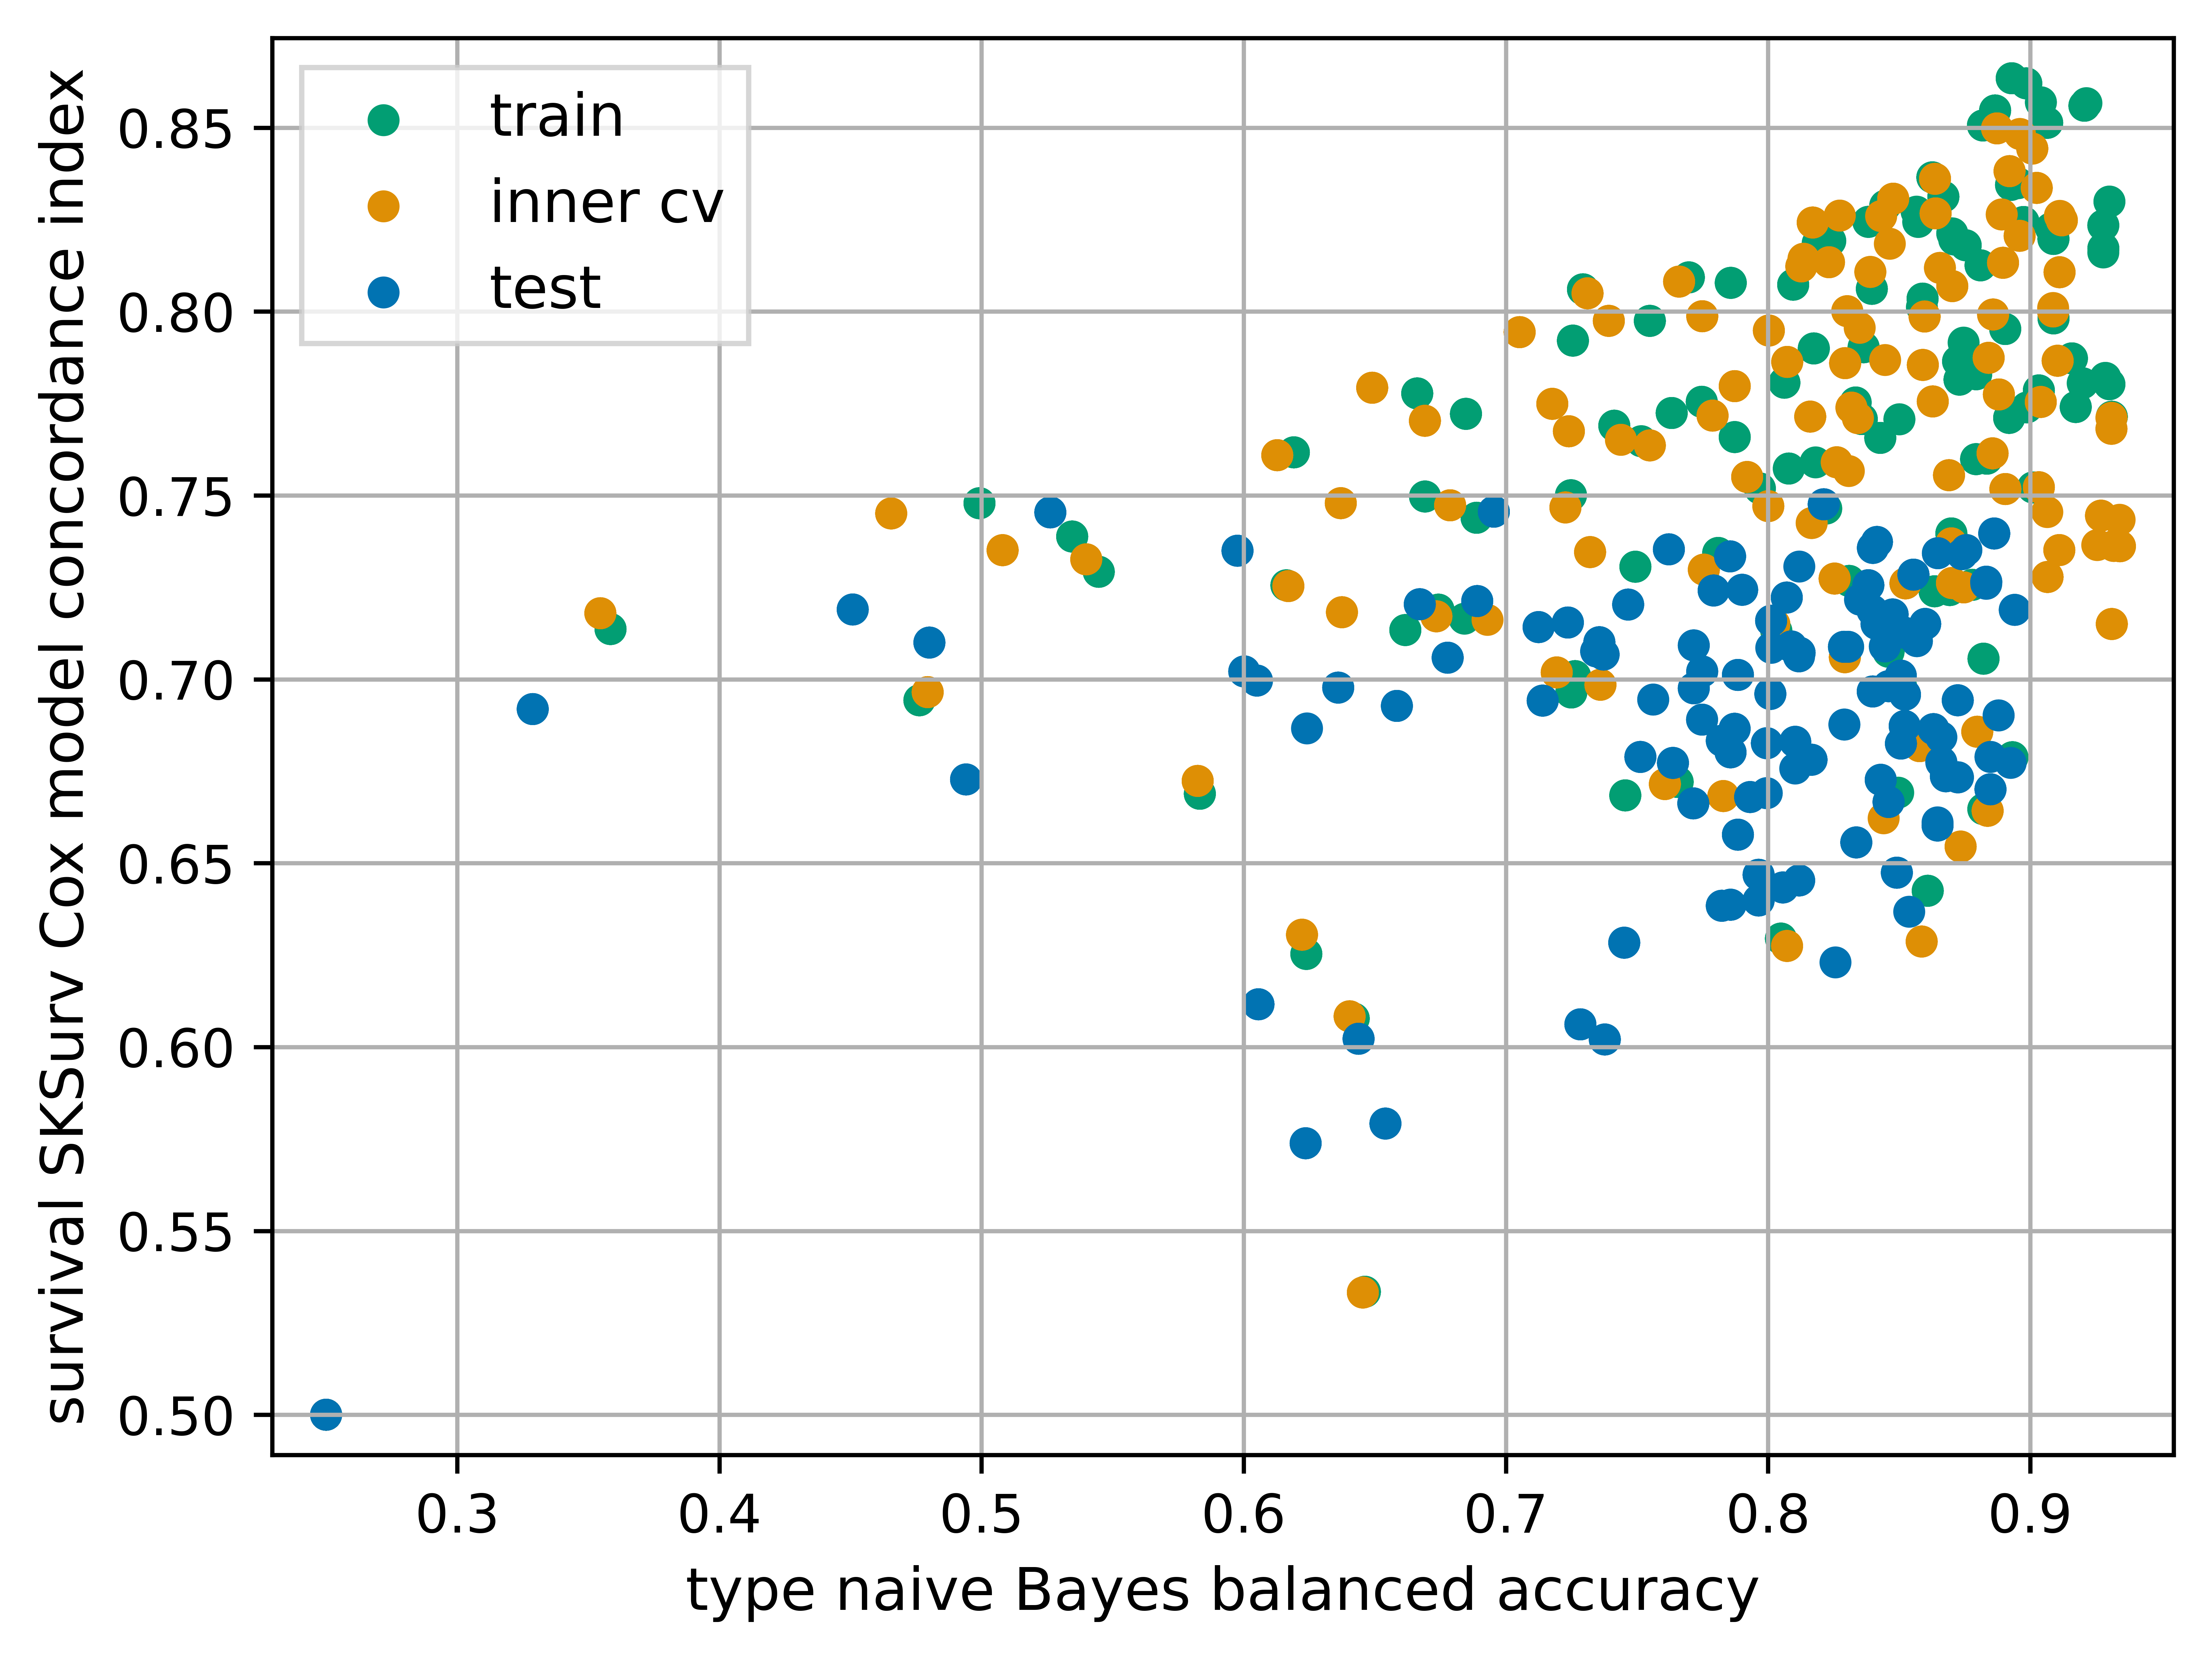 train
inner cv
test
0.85
0.80
0.75
0.70
0.65
0.60
0.55
0.50
survival SKSurv Cox model concordance index
0.3 0.4 0.5 0.6 0.7 0.8 0.9
type naive Bayes balanced accuracy